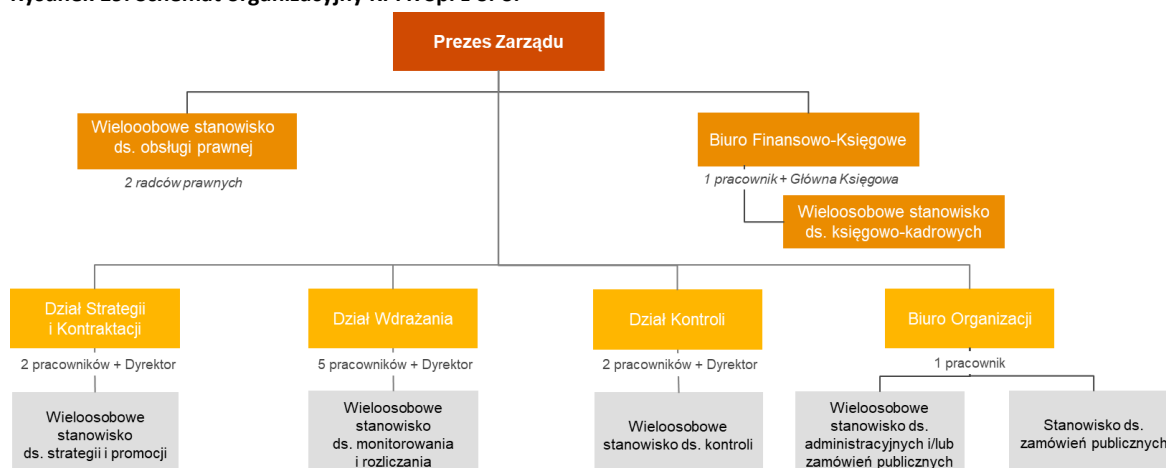 Prezes Zarządu
Wielooobowe stanowisko
ds. obsługi prawnej
2 radców prawnych
Biuro Finansowo-Księgowe
1 pracownik + Główna Księgowa
Wieloosobowe stanowisko
ds. księgowo-kadrowych
Dział Strategii
i Kontraktacji
2 pracowników + Dyrektor
Wieloosobowe
stanowisko
ds. strategii i promocji
Dział Wdrażania
5 pracowników + Dyrektor
Wieloosobowe
stanowisko
ds. monitorowania
i rozliczania
Dział Kontroli
2 pracowników + Dyrektor
Wieloosobowe
stanowisko ds. kontroli
Biuro Organizacji
1 pracownik
Wieloosobowe
stanowisko ds.
administracyjnych i/lub
zamówień publicznych
Stanowisko ds.
zamówień publicznych